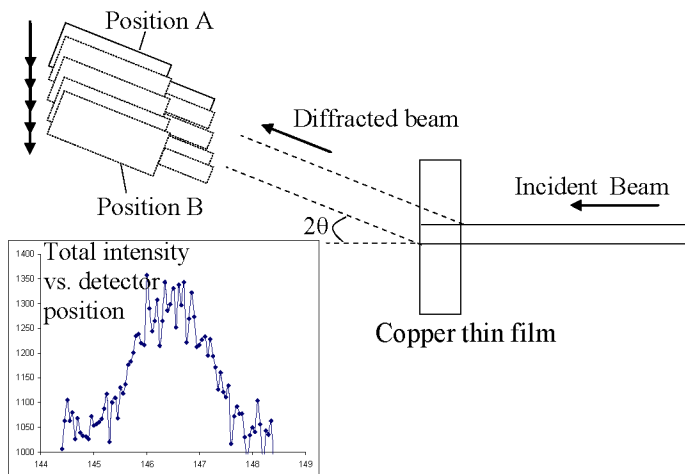 Position A
Diffracted beam
Incident Beam
Position B
2θ
Total intensity
vs. detector
position
Copper thin film
1400
1350
1300
1250
1200
1150
1100
1050
1000
144
145
146
147
148
149